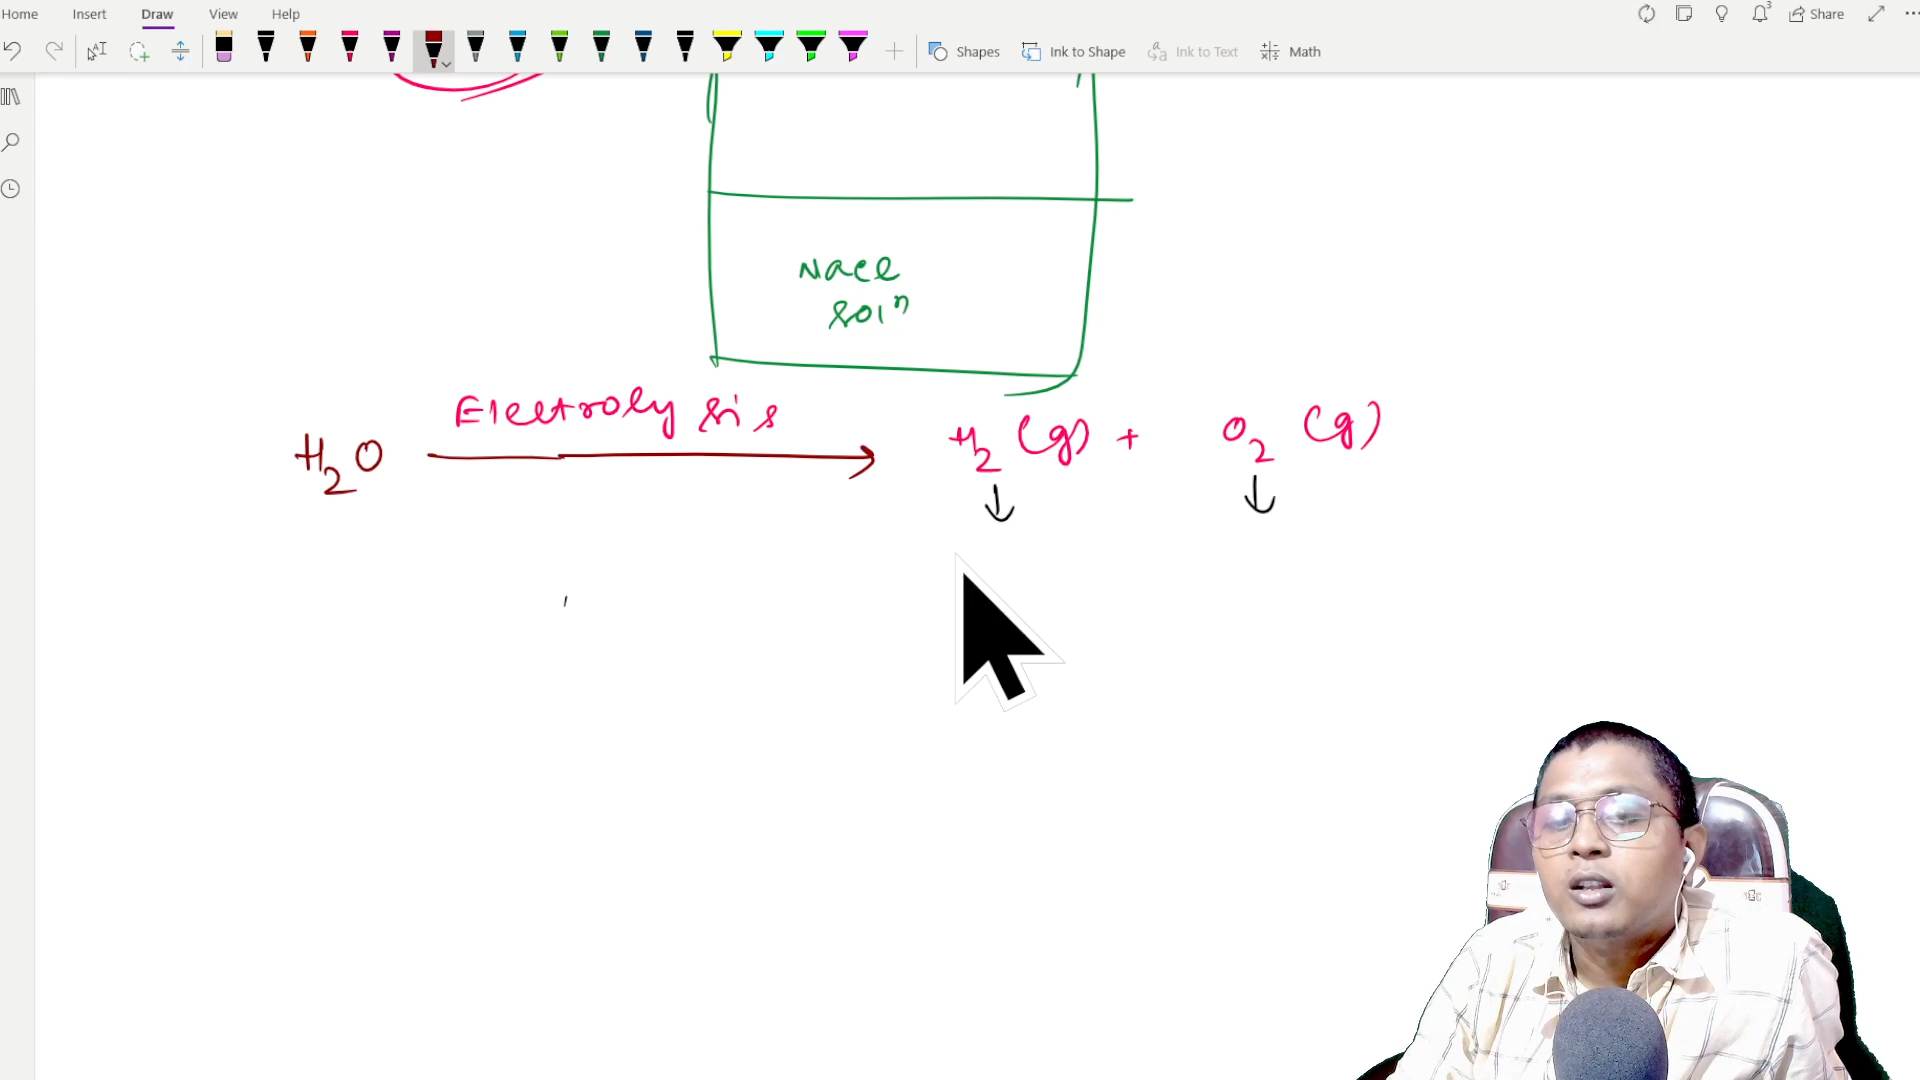 Home Insert Draw View Help
3
Share
Shapes Ink to Shape Ink to Text Math
NaCl
solⁿ
Electrolysis
H₂O → H₂ (g) + O₂ (g)
↓ ↓